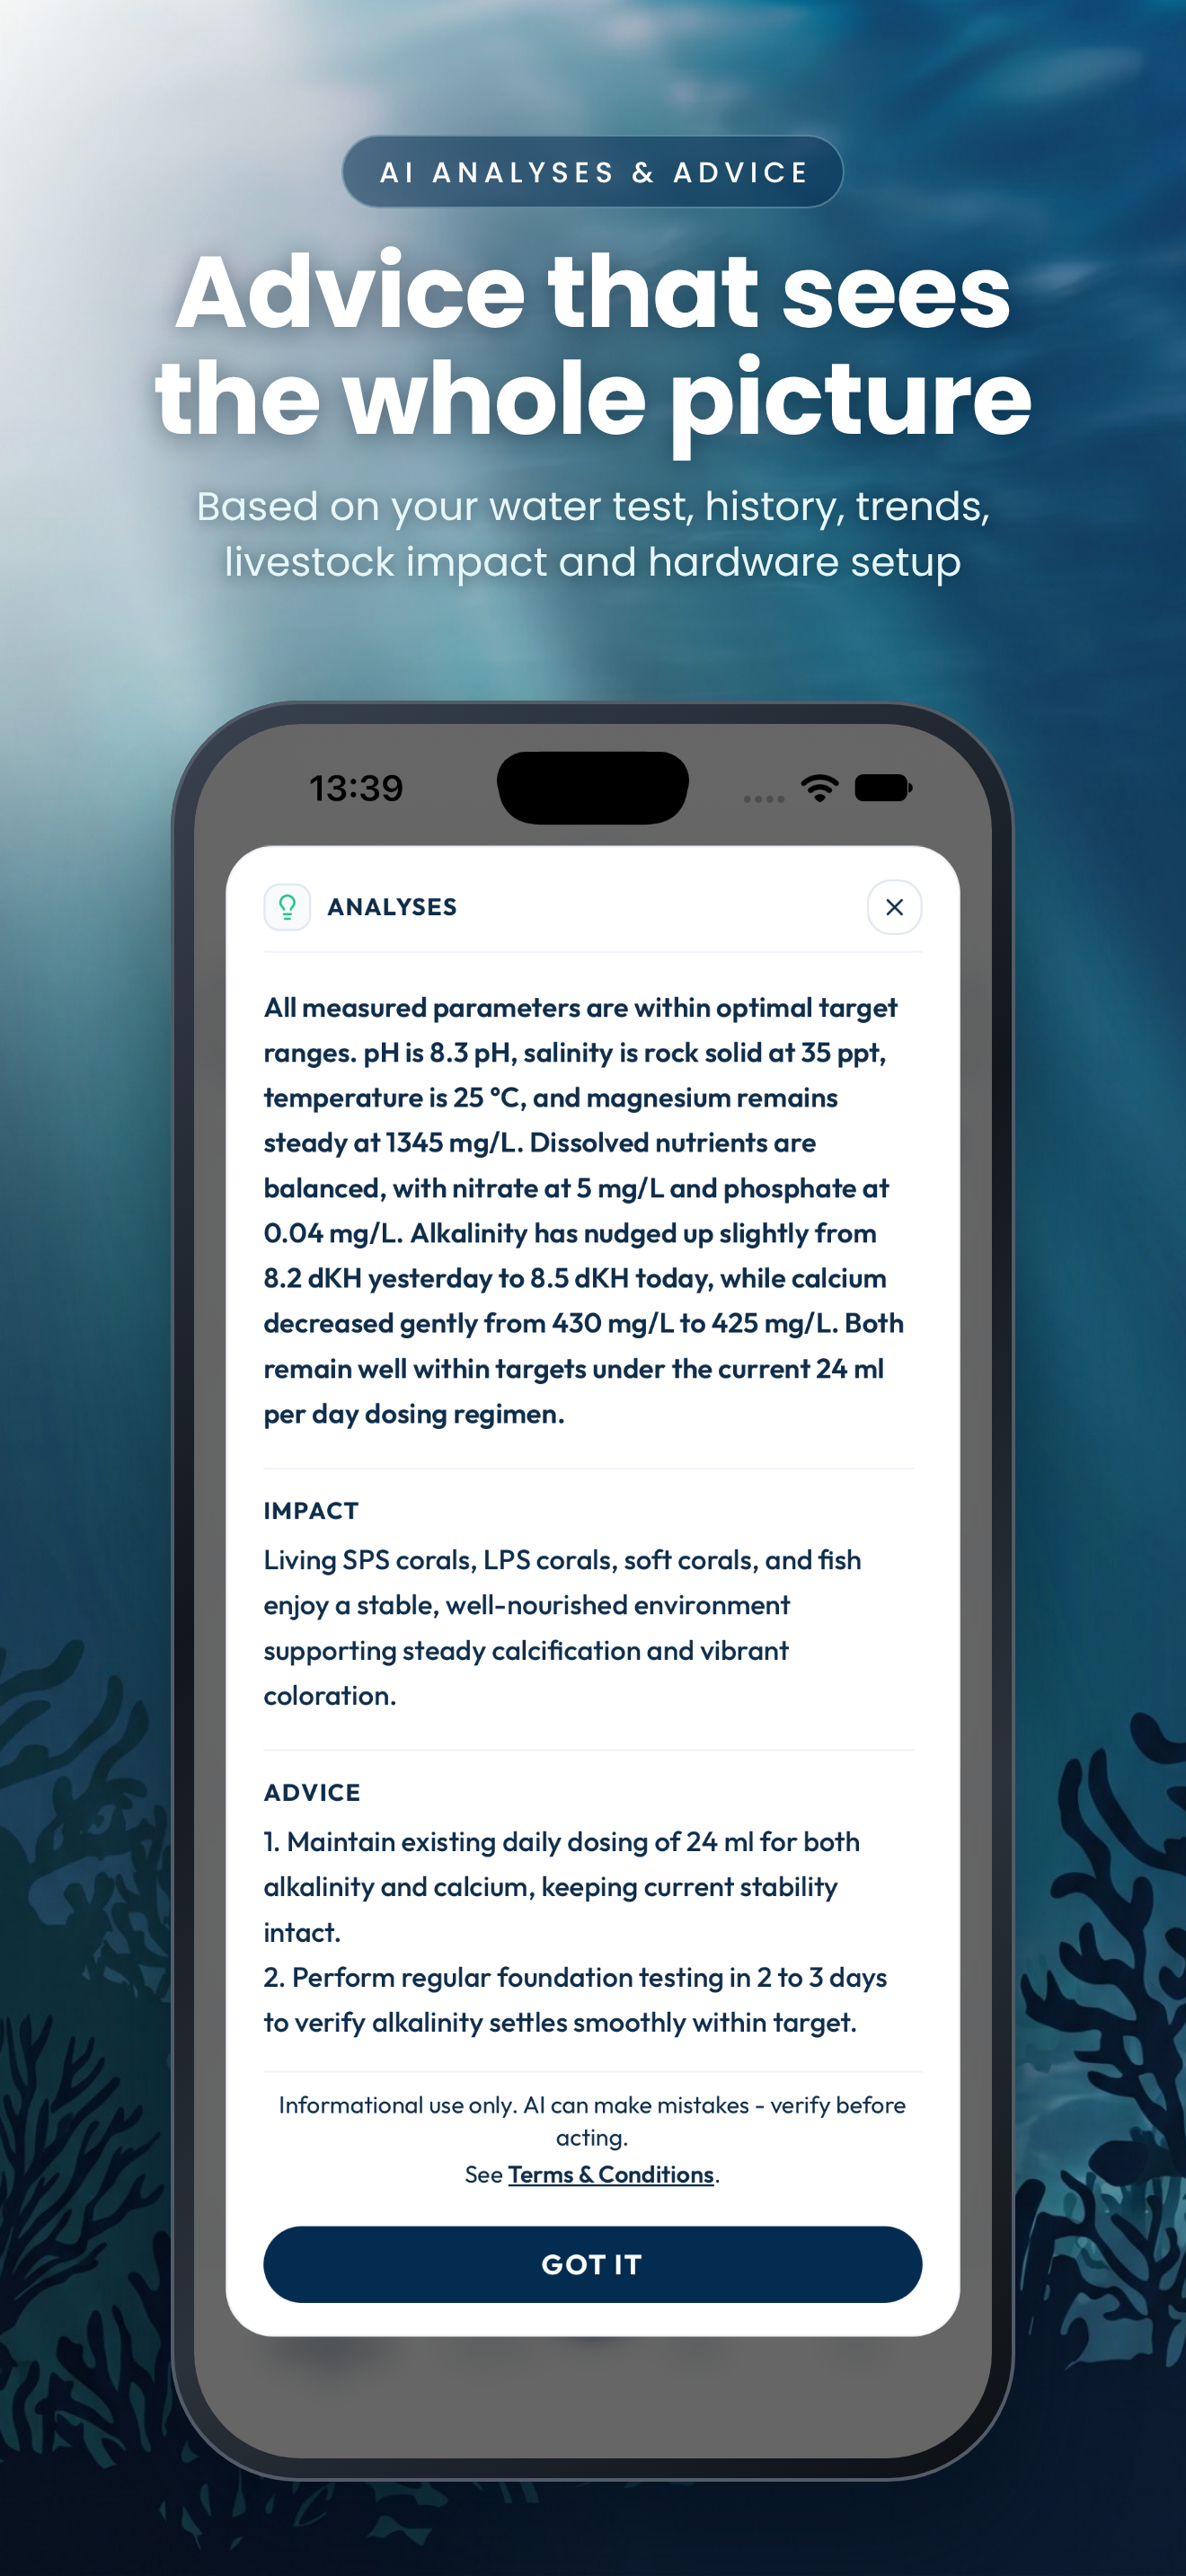 AI ANALYSES & ADVICE
Advice that sees
the whole picture
Based on your water test, history, trends,
livestock impact and hardware setup
13:39
ANALYSES
All measured parameters are within optimal target
ranges. pH is 8.3 pH, salinity is rock solid at 35 ppt,
temperature is 25 °C, and magnesium remains
steady at 1345 mg/L. Dissolved nutrients are
balanced, with nitrate at 5 mg/L and phosphate at
0.04 mg/L. Alkalinity has nudged up slightly from
8.2 dKH yesterday to 8.5 dKH today, while calcium
decreased gently from 430 mg/L to 425 mg/L. Both
remain well within targets under the current 24 ml
per day dosing regimen.
IMPACT
Living SPS corals, LPS corals, soft corals, and fish
enjoy a stable, well-nourished environment
supporting steady calcification and vibrant
coloration.
ADVICE
1. Maintain existing daily dosing of 24 ml for both
alkalinity and calcium, keeping current stability
intact.
2. Perform regular foundation testing in 2 to 3 days
to verify alkalinity settles smoothly within target.
Informational use only. AI can make mistakes - verify before
acting.
See Terms & Conditions.
GOT IT